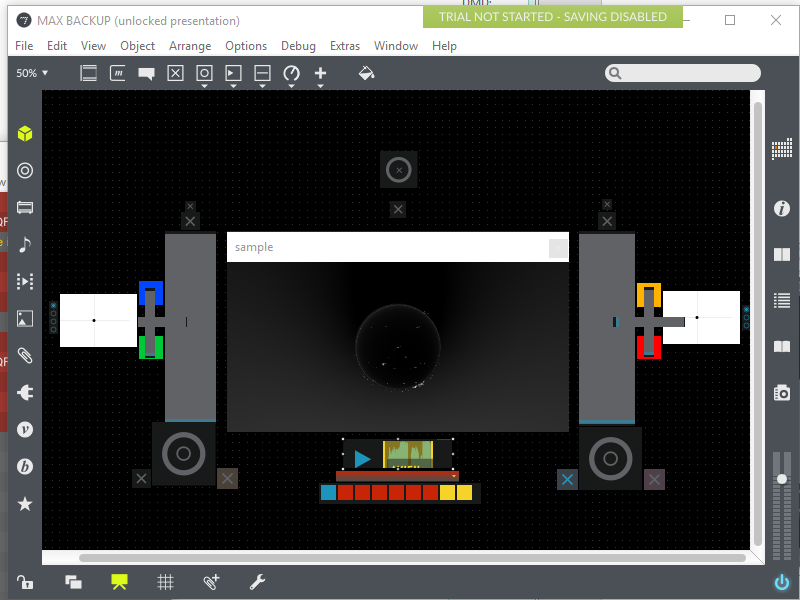 DMD:
MAX BACKUP (unlocked presentation)
TRIAL NOT STARTED - SAVING DISABLED
File Edit View Object Arrange Options Debug Extras Window Help
50%
m
sample
i
v
b